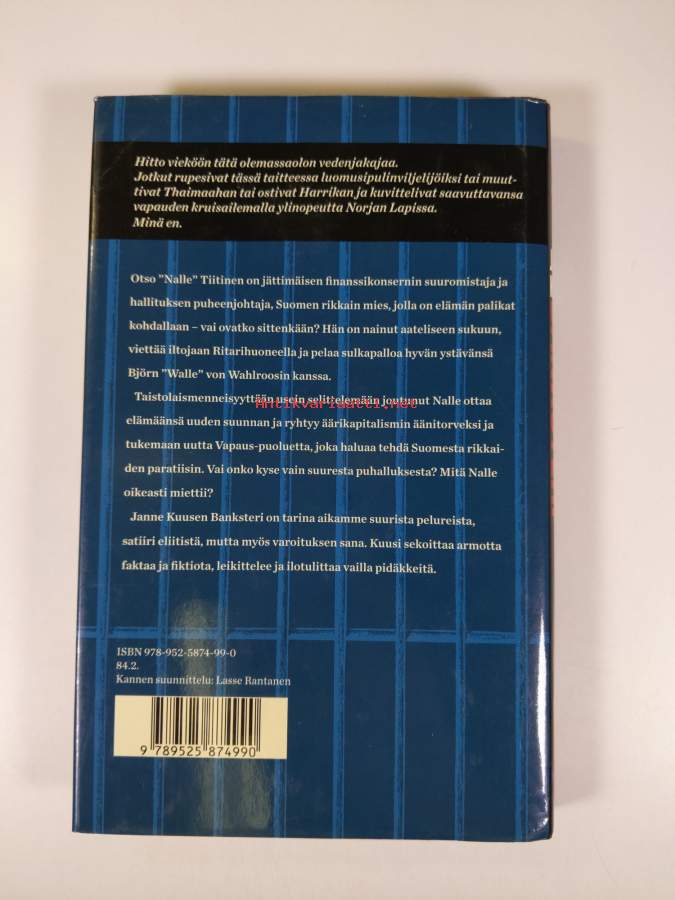 Hitto vieköön tätä olemassaolon vedenjakajaa.
Jotkut rupesivat tässä taitteessa luomusipulinviljelijöiksi tai muut-
tivat Thaimaahan tai ostivat Harrikan ja kuvittelivat saavuttavansa
vapauden kruisailemalla ylinopeutta Norjan Lapissa.
Minä en.
Otso ”Nalle” Tiitinen on jättimäisen finanssikonsernin suuromistaja ja
hallituksen puheenjohtaja, Suomen rikkain mies, jolla on elämän palikat
kohdallaan – vai ovatko sittenkään? Hän on nainut aateliseen sukuun,
viettää iltojaan Ritarihuoneella ja pelaa sulkapalloa hyvän ystävänsä
Björn ”Walle” von Wahlroosin kanssa.
Taistolaismenneisyyttään usein selittelemään joutunut Nalle ottaa
Antikvariaatti.net
elämäänsä uuden suunnan ja ryhtyy äärikapitalismin äänitorveksi ja
tukemaan uutta Vapaus-puoluetta, joka haluaa tehdä Suomesta rikkai-
den paratiisin. Vai onko kyse vain suuresta puhalluksesta? Mitä Nalle
oikeasti miettii?
Janne Kuusen Banksteri on tarina aikamme suurista pelureista,
satiiri eliitistä, mutta myös varoituksen sana. Kuusi sekoittaa armotta
faktaa ja fiktiota, leikittelee ja ilotulittaa vailla pidäkkeitä.
ISBN 978-952-5874-99-0
84.2.
Kannen suunnittelu: Lasse Rantanen
9 789525 874990